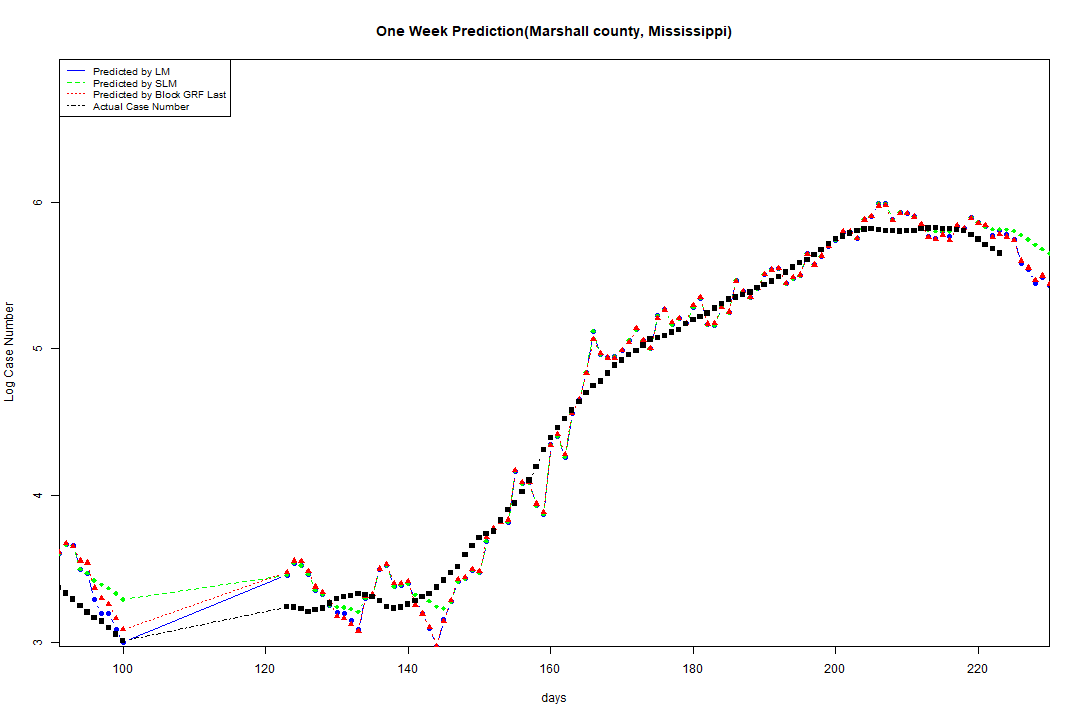 One Week Prediction(Marshall county, Mississippi)
Predicted by LM
Predicted by SLM
Predicted by Block GRF Last
Actual Case Number
6
5
4
3
Log Case Number
100 120 140 160 180 200 220
days